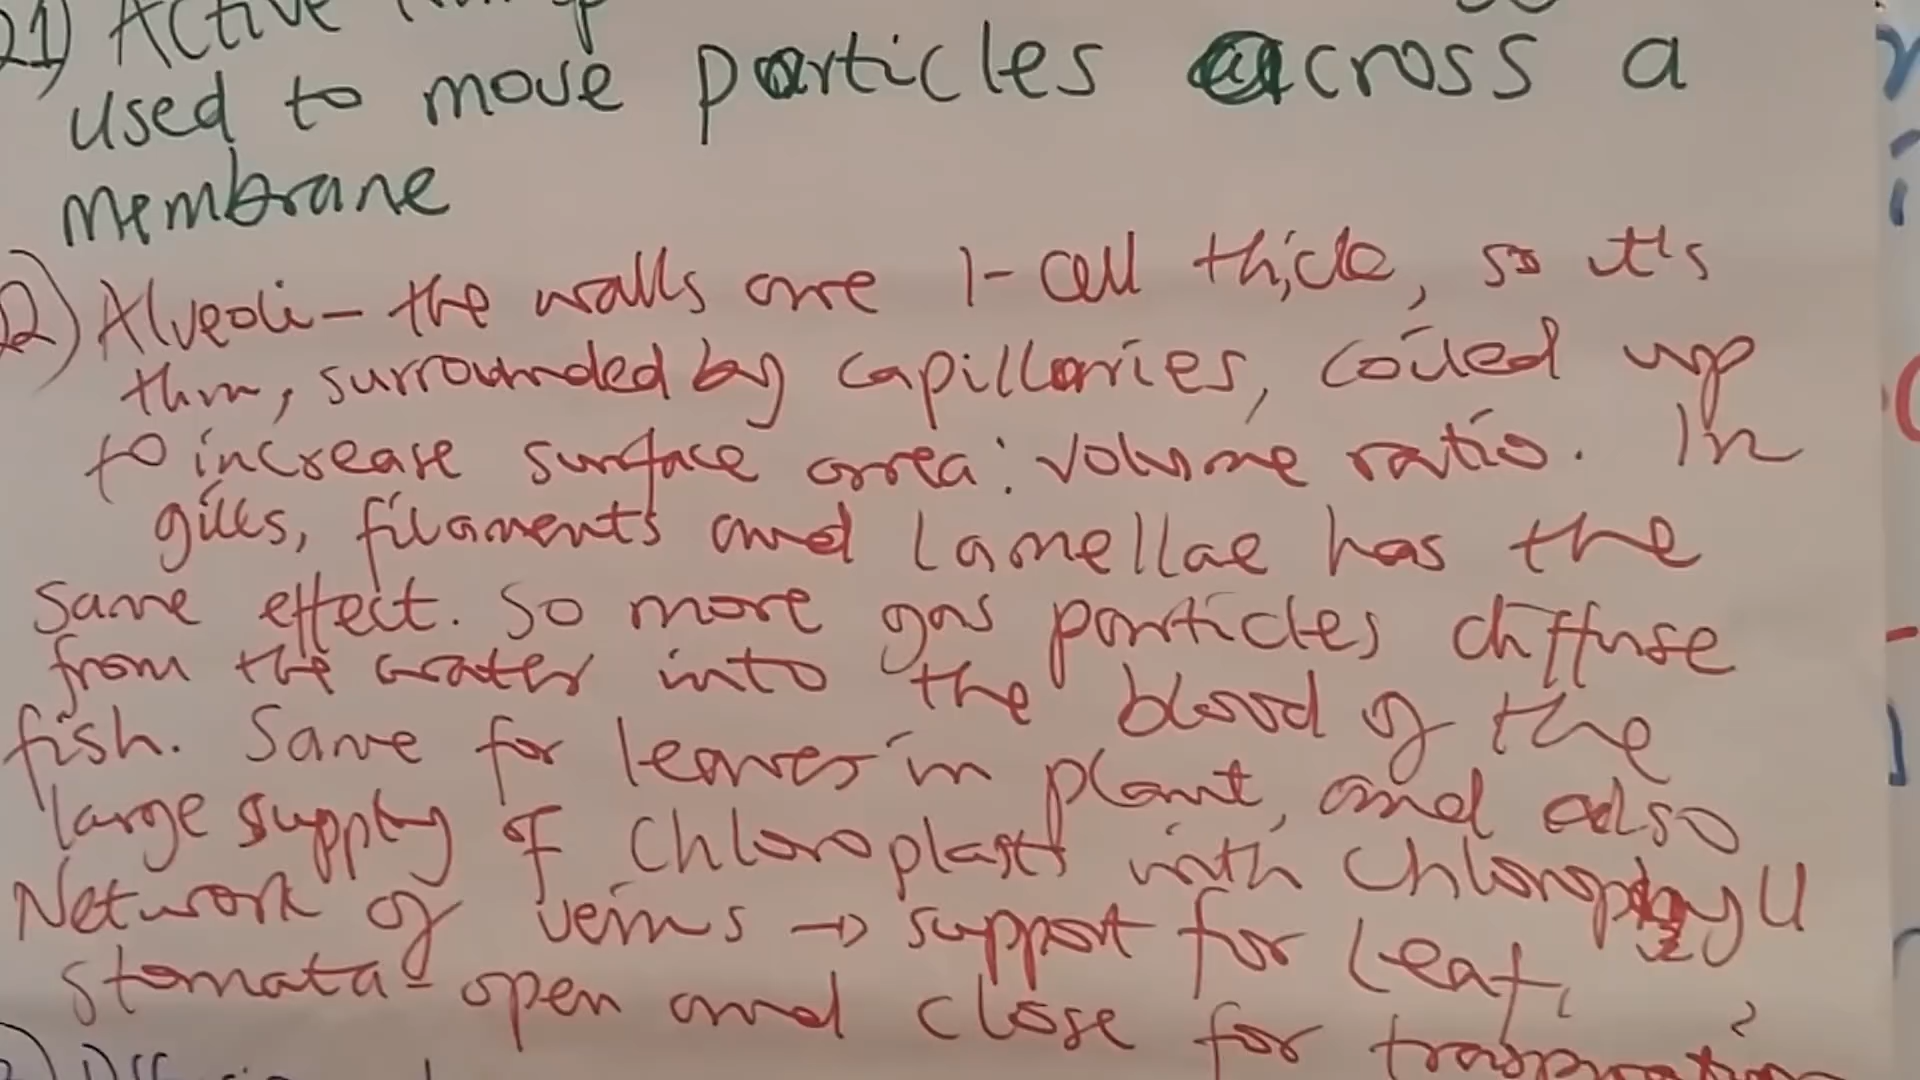 21) Active
used to move particles across a
membrane
2) Alveoli - the walls are 1-cell thick, so it's
thin, surrounded by capillaries, coiled up
to increase surface area : volume ratio. In
gills, filaments and lamellae has the
same effect. So more gas particles diffuse
from the water into the blood of the
fish. Same for leaves in plant, and also
large supply of chloroplasts with chlorophyll
Network of veins → support for leaf,
stomata - open and close for